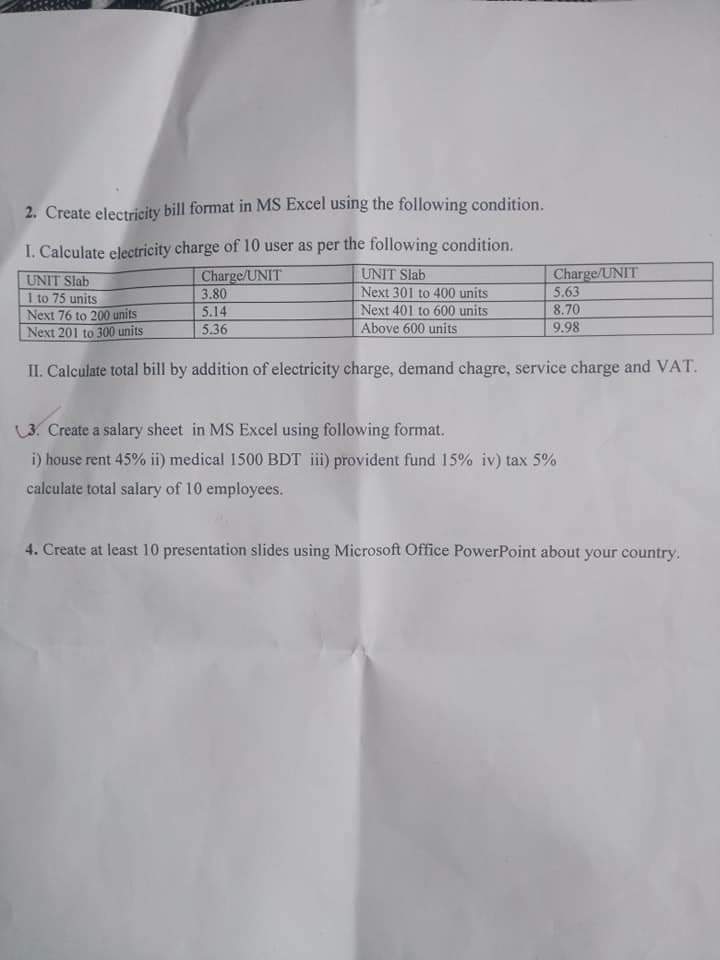 2. Create electricity bill format in MS Excel using the following condition.
I. Calculate electricity charge of 10 user as per the following condition.
UNIT Slab Charge/UNIT UNIT Slab Charge/UNIT
1 to 75 units 3.80 Next 301 to 400 units 5.63
Next 76 to 200 units 5.14 Next 401 to 600 units 8.70
Next 201 to 300 units 5.36 Above 600 units 9.98
II. Calculate total bill by addition of electricity charge, demand chagre, service charge and VAT.
3. Create a salary sheet in MS Excel using following format.
i) house rent 45% ii) medical 1500 BDT iii) provident fund 15% iv) tax 5%
calculate total salary of 10 employees.
4. Create at least 10 presentation slides using Microsoft Office PowerPoint about your country.